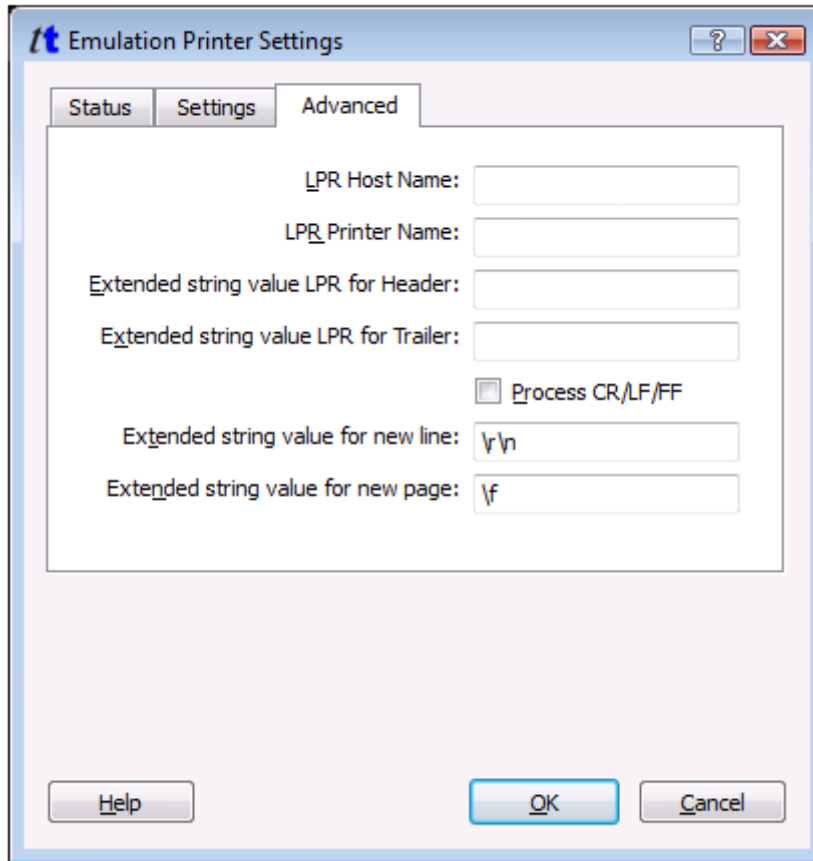 tt Emulation Printer Settings ?
Status Settings Advanced
LPR Host Name:
LPR Printer Name:
Extended string value LPR for Header:
Extended string value LPR for Trailer:
Process CR/LF/FF
Extended string value for new line: \r\n
Extended string value for new page: \f
Help OK Cancel